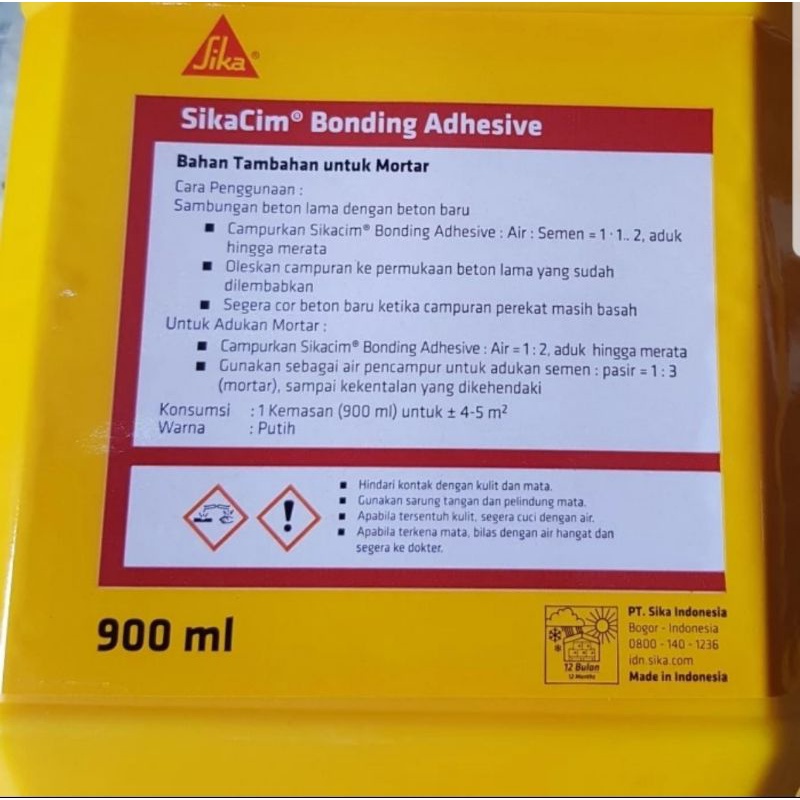 Sika®
SikaCim® Bonding Adhesive
Bahan Tambahan untuk Mortar
Cara Penggunaan :
Sambungan beton lama dengan beton baru
▪ Campurkan Sikacim® Bonding Adhesive : Air : Semen = 1 : 1.. 2, aduk
hingga merata
▪ Oleskan campuran ke permukaan beton lama yang sudah
dilembabkan
▪ Segera cor beton baru ketika campuran perekat masih basah
Untuk Adukan Mortar :
▪ Campurkan Sikacim® Bonding Adhesive : Air = 1 : 2, aduk hingga merata
▪ Gunakan sebagai air pencampur untuk adukan semen : pasir = 1 : 3
(mortar), sampai kekentalan yang dikehendaki
Konsumsi : 1 Kemasan (900 ml) untuk ± 4-5 m²
Warna : Putih
▪ Hindari kontak dengan kulit dan mata.
▪ Gunakan sarung tangan dan pelindung mata.
▪ Apabila tersentuh kulit, segera cuci dengan air.
▪ Apabila terkena mata, bilas dengan air hangat dan
segera ke dokter.
900 ml
12 Bulan
12 Months
PT. Sika Indonesia
Bogor - Indonesia
0800 - 140 - 1236
idn.sika.com
Made in Indonesia